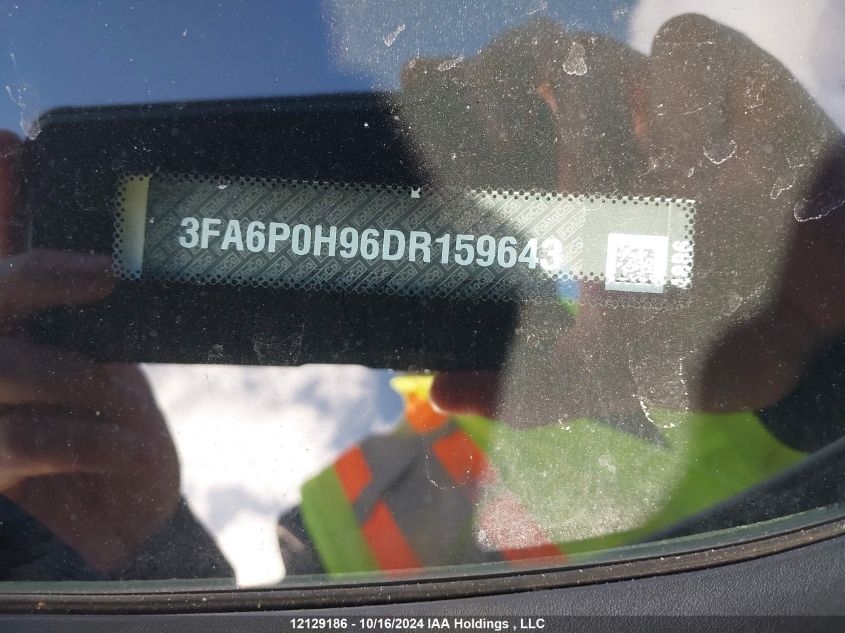 3FA6P0H96DR159643
12129186 - 10/16/2024 IAA Holdings , LLC